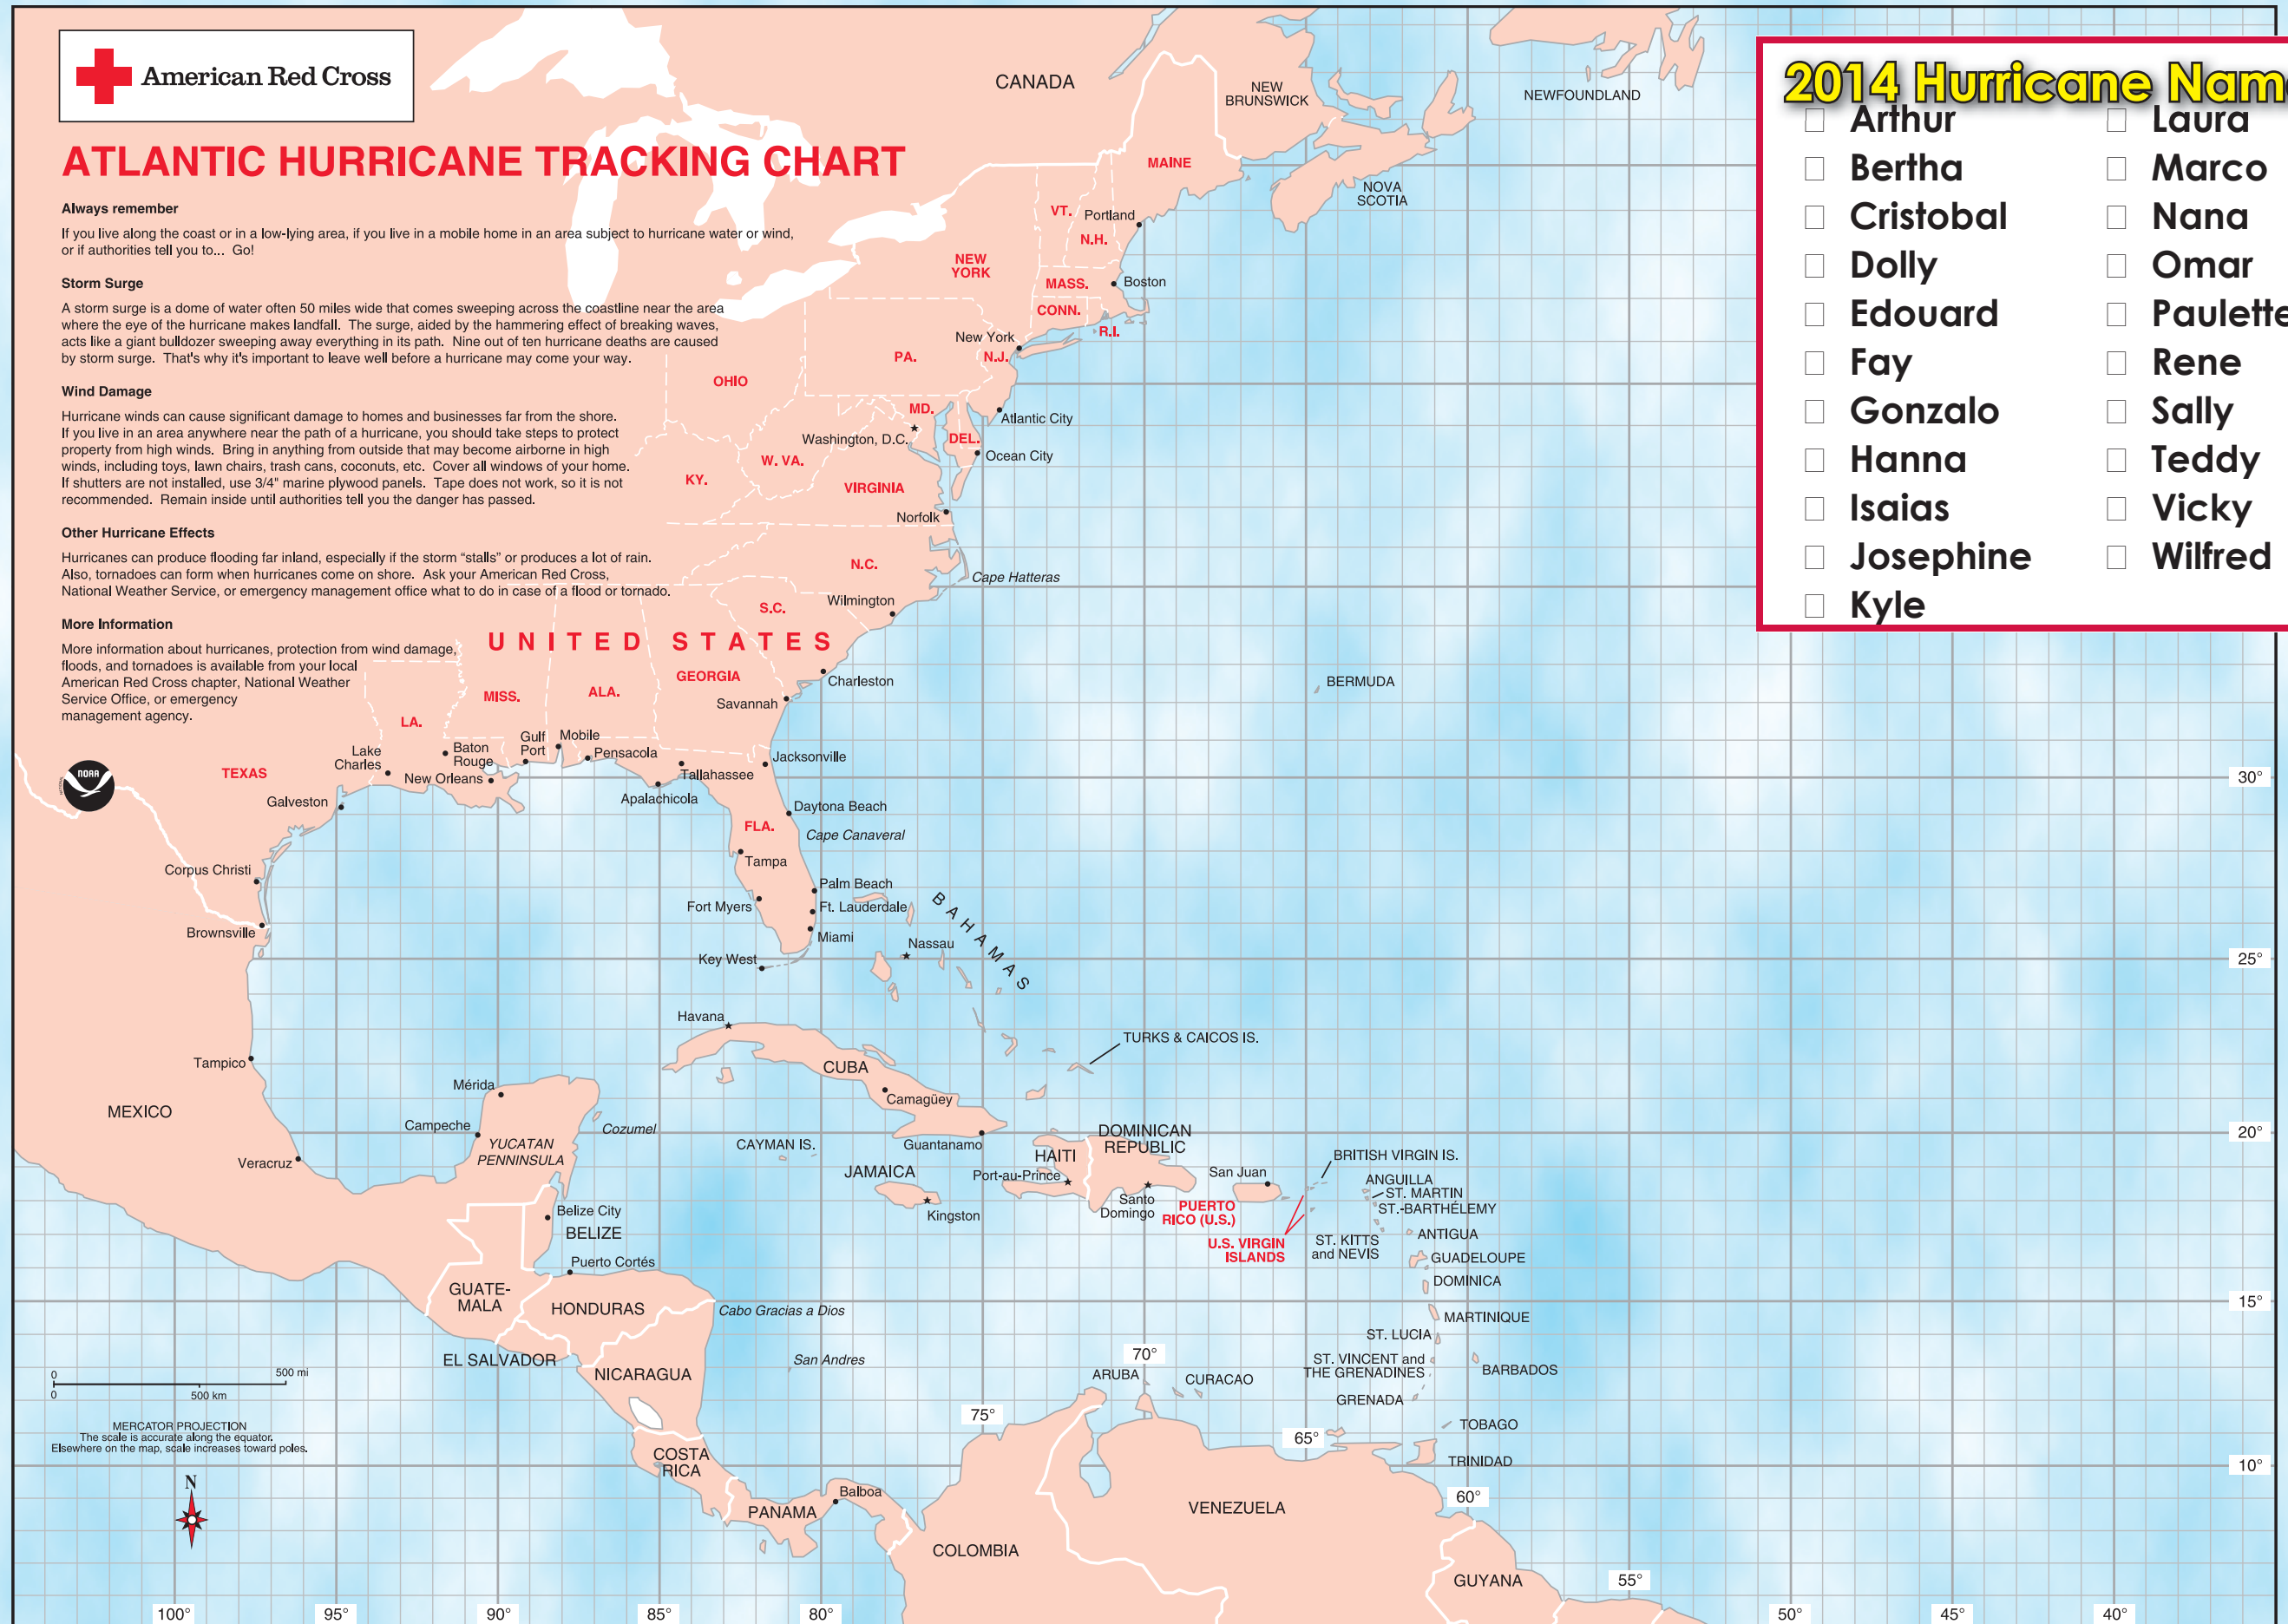 American Red Cross
ATLANTIC HURRICANE TRACKING CHART
Always remember
If you live along the coast or in a low-lying area, if you live in a mobile home in an area subject to hurricane water or wind,
or if authorities tell you to... Go!
Storm Surge
A storm surge is a dome of water often 50 miles wide that comes sweeping across the coastline near the area
where the eye of the hurricane makes landfall. The surge, aided by the hammering effect of breaking waves,
acts like a giant bulldozer sweeping away everything in its path. Nine out of ten hurricane deaths are caused
by storm surge. That's why it's important to leave well before a hurricane may come your way.
Wind Damage
Hurricane winds can cause significant damage to homes and businesses far from the shore.
If you live in an area anywhere near the path of a hurricane, you should take steps to protect
property from high winds. Bring in anything from outside that may become airborne in high
winds, including toys, lawn chairs, trash cans, coconuts, etc. Cover all windows of your home.
If shutters are not installed, use 3/4" marine plywood panels. Tape does not work, so it is not
recommended. Remain inside until authorities tell you the danger has passed.
Other Hurricane Effects
Hurricanes can produce flooding far inland, especially if the storm “stalls” or produces a lot of rain.
Also, tornadoes can form when hurricanes come on shore. Ask your American Red Cross,
National Weather Service, or emergency management office what to do in case of a flood or tornado.
More Information
More information about hurricanes, protection from wind damage,
floods, and tornadoes is available from your local
American Red Cross chapter, National Weather
Service Office, or emergency
management agency.
NOAA
2014 Hurricane Nam
Arthur
Bertha
Cristobal
Dolly
Edouard
Fay
Gonzalo
Hanna
Isaias
Josephine
Kyle
Laura
Marco
Nana
Omar
Paulette
Rene
Sally
Teddy
Vicky
Wilfred
CANADA
NEW
BRUNSWICK
NEWFOUNDLAND
MAINE
NOVA
SCOTIA
VT.
Portland
N.H.
NEW
YORK
MASS.
Boston
CONN.
R.I.
New York
PA.
N.J.
OHIO
MD.
Atlantic City
Washington, D.C.
DEL.
Ocean City
W. VA.
KY.
VIRGINIA
Norfolk
N.C.
Cape Hatteras
S.C.
Wilmington
UNITED STATES
GEORGIA
Charleston
BERMUDA
MISS.
ALA.
Savannah
LA.
Lake
Charles
Baton
Rouge
Gulf
Port
Mobile
Pensacola
Jacksonville
TEXAS
New Orleans
Tallahassee
Galveston
Apalachicola
Daytona Beach
FLA.
Cape Canaveral
Tampa
Corpus Christi
Palm Beach
Fort Myers
Ft. Lauderdale
BAHAMAS
Brownsville
Miami
Nassau
Key West
Havana
TURKS & CAICOS IS.
Tampico
CUBA
Mérida
Camagüey
MEXICO
Campeche
Cozumel
YUCATAN
PENNINSULA
CAYMAN IS.
Guantanamo
DOMINICAN
REPUBLIC
HAITI
Veracruz
JAMAICA
Port-au-Prince
San Juan
BRITISH VIRGIN IS.
ANGUILLA
ST. MARTIN
ST.-BARTHÉLEMY
Santo
Domingo
PUERTO
RICO (U.S.)
Kingston
Belize City
BELIZE
U.S. VIRGIN
ISLANDS
ST. KITTS
and NEVIS
ANTIGUA
GUADELOUPE
Puerto Cortés
DOMINICA
GUATE-
MALA
HONDURAS
Cabo Gracias a Dios
MARTINIQUE
ST. LUCIA
EL SALVADOR
San Andres
NICARAGUA
ST. VINCENT and
THE GRENADINES
BARBADOS
ARUBA
CURACAO
GRENADA
TOBAGO
COSTA
RICA
TRINIDAD
Balboa
PANAMA
VENEZUELA
COLOMBIA
GUYANA
0 500 mi
0 500 km
MERCATOR PROJECTION
The scale is accurate along the equator.
Elsewhere on the map, scale increases toward poles.
N
30°
25°
20°
15°
10°
70°
75°
65°
60°
55°
100° 95° 90° 85° 80° 50° 45° 40°